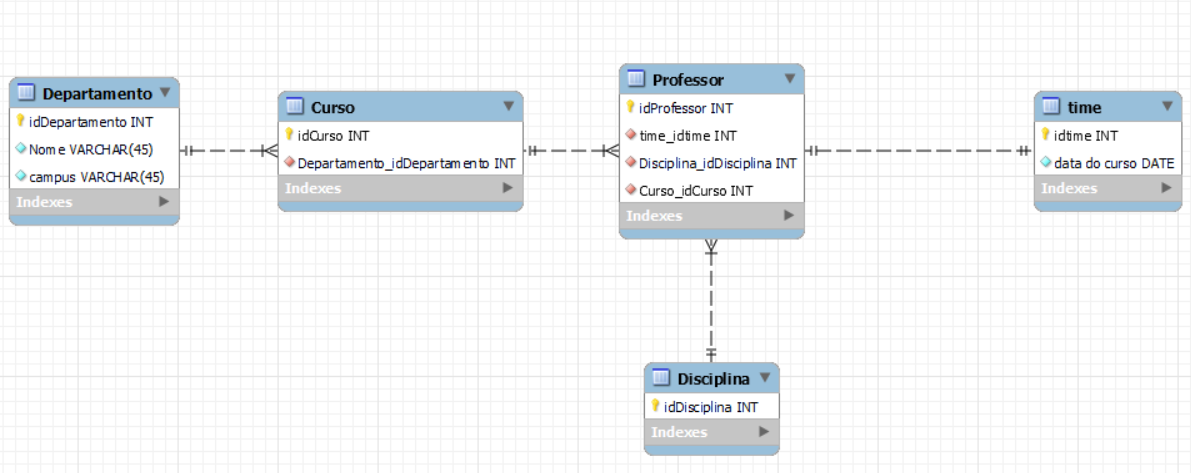 Departamento
idDepartamento INT
Nome VARCHAR(45)
campus VARCHAR(45)
Indexes
Curso
idCurso INT
Departamento_idDepartamento INT
Indexes
Professor
idProfessor INT
time_idtime INT
Disciplina_idDisciplina INT
Curso_idCurso INT
Indexes
time
idtime INT
data do curso DATE
Indexes
Disciplina
idDisciplina INT
Indexes